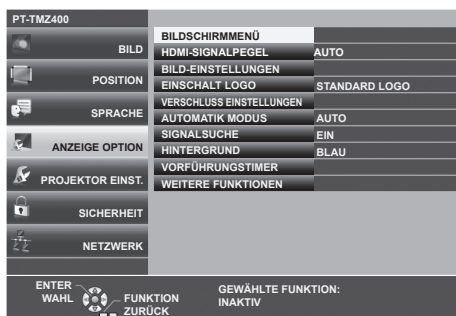 PT-TMZ400
BILD
POSITION
SPRACHE
ANZEIGE OPTION
PROJEKTOR EINST.
SICHERHEIT
NETZWERK
BILDSCHIRMMENÜ
HDMI-SIGNALPEGEL AUTO
BILD-EINSTELLUNGEN
EINSCHALT LOGO STANDARD LOGO
VERSCHLUSS EINSTELLUNGEN
AUTOMATIK MODUS AUTO
SIGNALSUCHE EIN
HINTERGRUND BLAU
VORFÜHRUNGSTIMER
WEITERE FUNKTIONEN
ENTER
WAHL
FUNKTION
ZURÜCK
GEWÄHLTE FUNKTION:
INAKTIV